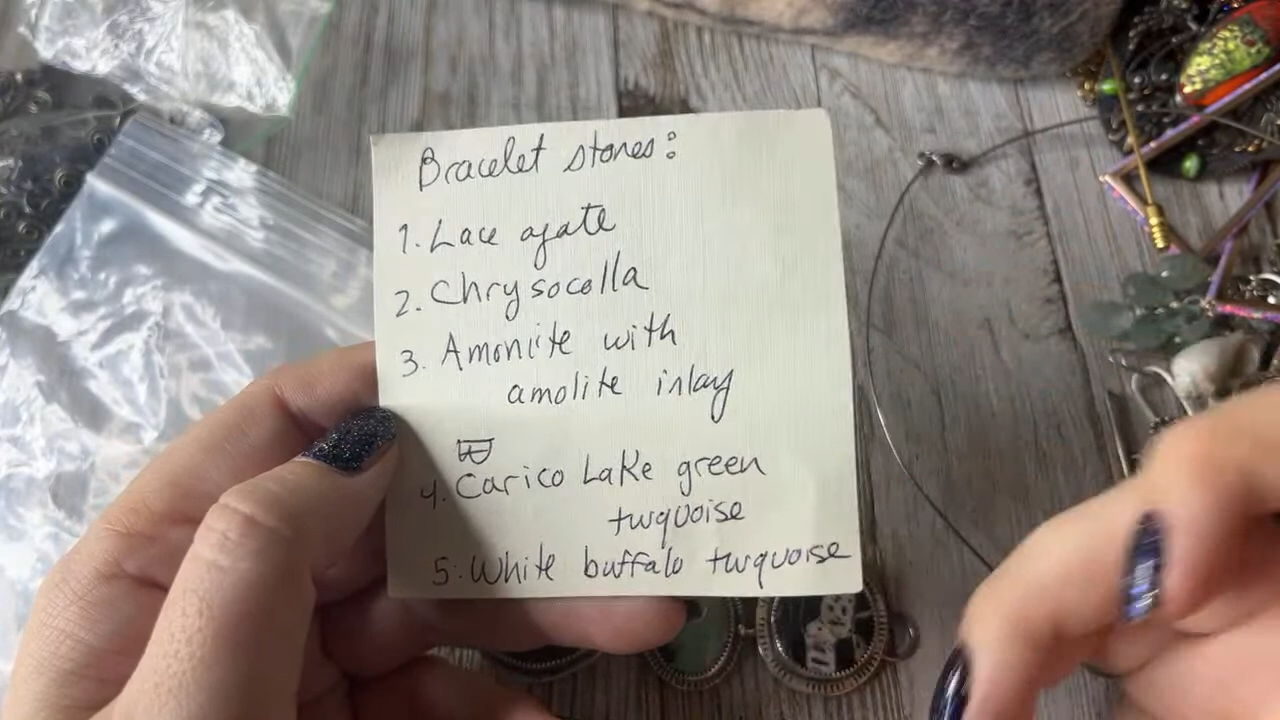 Bracelet stones:
1. Lace agate
2. Chrysocolla
3. Amoniite with
amolite inlay
4. Carico Lake green
turquoise
5. White buffalo turquoise